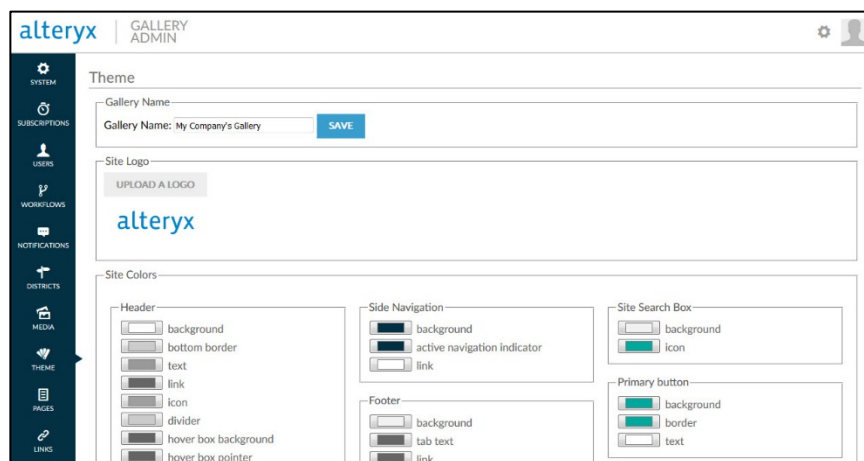 alteryx
GALLERY
ADMIN
SYSTEM
SUBSCRIPTIONS
USERS
WORKFLOWS
NOTIFICATIONS
DISTRICTS
MEDIA
THEME
PAGES
LINKS
Theme
Gallery Name
Gallery Name: My Company's Gallery SAVE
Site Logo
UPLOAD A LOGO
alteryx
Site Colors
Header
background
bottom border
text
link
icon
divider
hover box background
hover box pointer
Side Navigation
background
active navigation indicator
link
Footer
background
tab text
link
Site Search Box
background
icon
Primary button
background
border
text